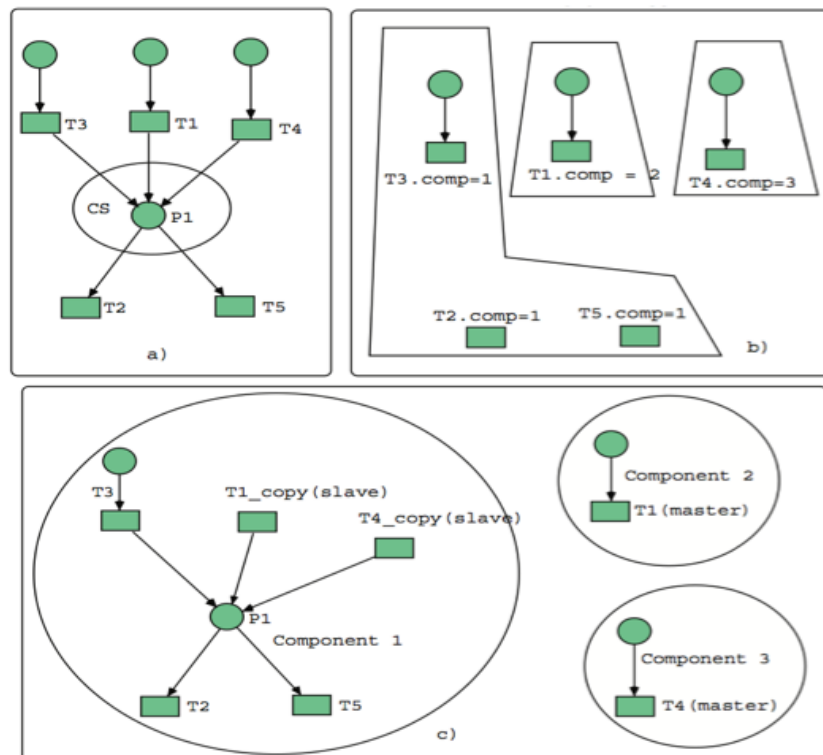 T3
T1
T4
CS
P1
T2
T5
a)
T3.comp=1
T1.comp = 2
T4.comp=3
T2.comp=1
T5.comp=1
b)
T3
T1_copy(slave)
T4_copy(slave)
P1
Component 1
T2
T5
Component 2
T1(master)
Component 3
T4(master)
c)